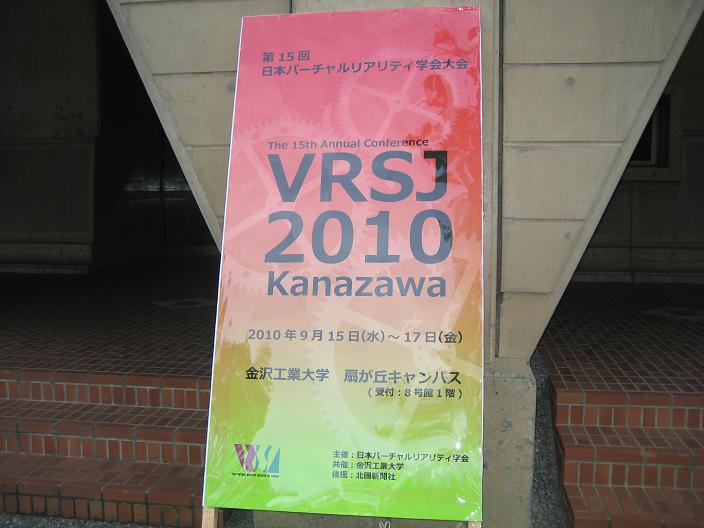 第15回
日本バーチャルリアリティ学会大会
The 15th Annual Conference
VRSJ
2010
Kanazawa
2010年9月15日(水)～17日(金)
金沢工業大学 扇が丘キャンパス
(受付:8号館1階)
主催:日本バーチャルリアリティ学会
共催:金沢工業大学
後援:北國新聞社
VRSJ